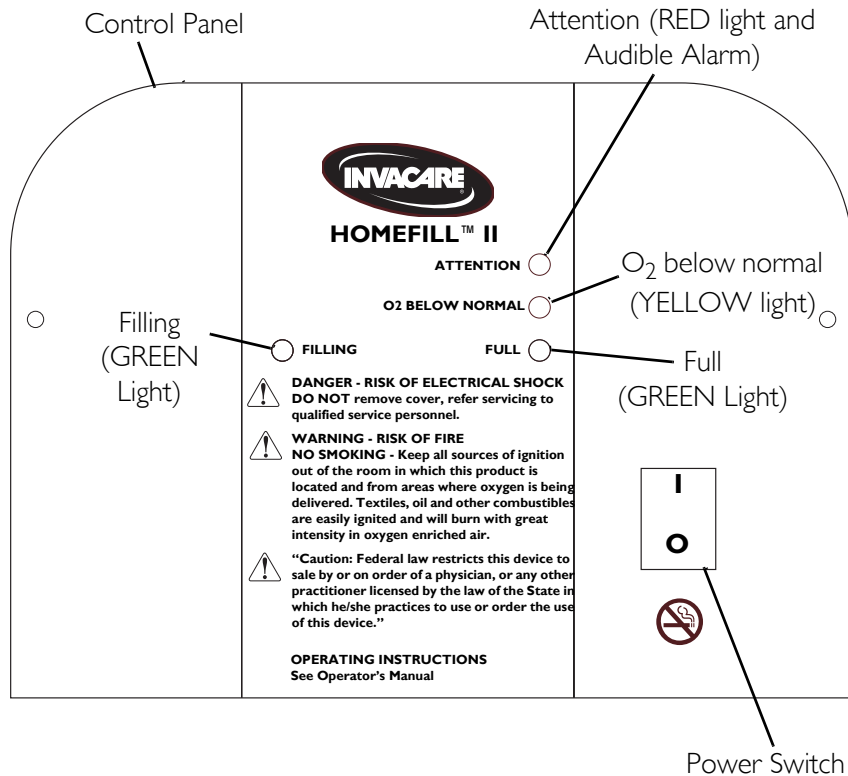 Control Panel
Attention (RED light and
Audible Alarm)
INVACARE
®
HOMEFILL™ II
ATTENTION
O2 BELOW NORMAL
O₂ below normal
(YELLOW light)
Filling
(GREEN
Light)
FILLING
FULL
Full
(GREEN Light)
DANGER - RISK OF ELECTRICAL SHOCK
DO NOT remove cover, refer servicing to
qualified service personnel.
WARNING - RISK OF FIRE
NO SMOKING - Keep all sources of ignition
out of the room in which this product is
located and from areas where oxygen is being
delivered. Textiles, oil and other combustibles
are easily ignited and will burn with great
intensity in oxygen enriched air.
“Caution: Federal law restricts this device to
sale by or on order of a physician, or any other
practitioner licensed by the law of the State in
which he/she practices to use or order the use
of this device.”
OPERATING INSTRUCTIONS
See Operator's Manual
I
O
Power Switch